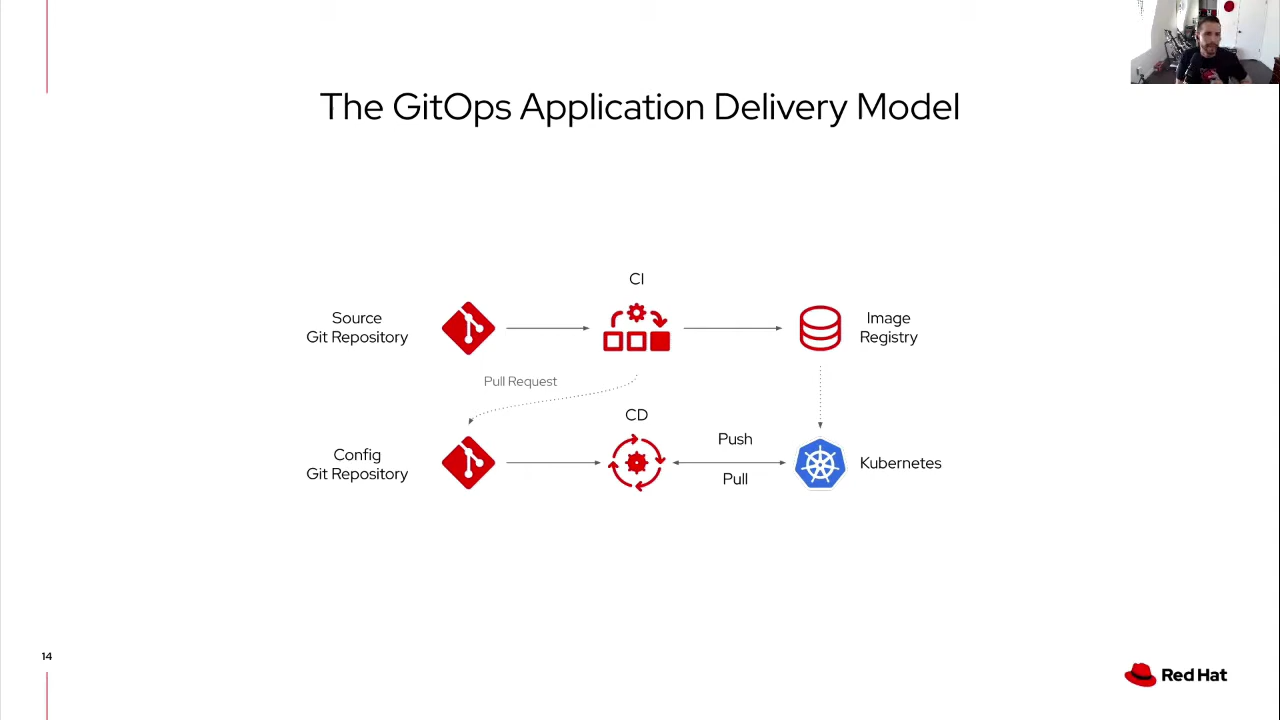 The GitOps Application Delivery Model
CI
Source
Git Repository
Image
Registry
Pull Request
CD
Config
Git Repository
Push
Pull
Kubernetes
14
Red Hat